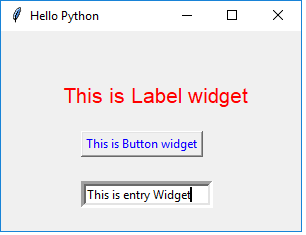 Hello Python
This is Label widget
This is Button widget
This is entry Widget